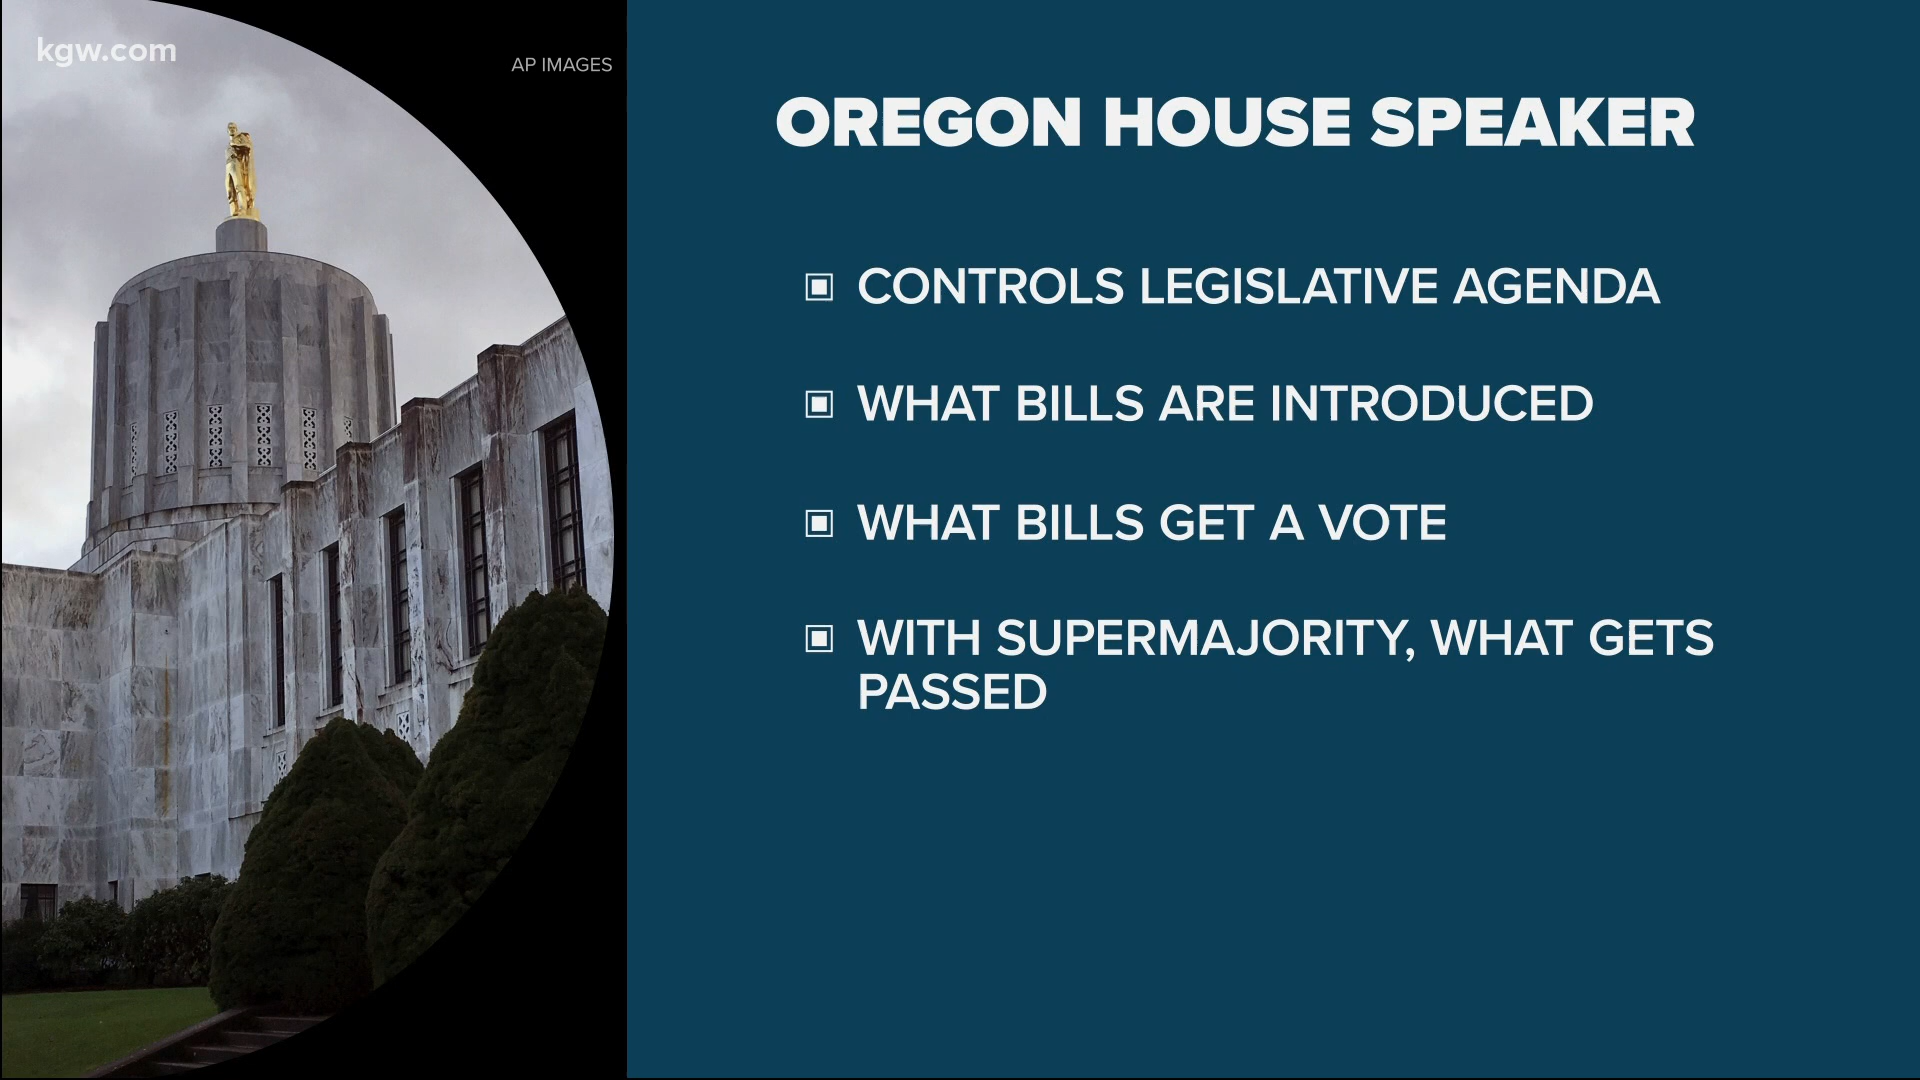 kgw.com
AP IMAGES
OREGON HOUSE SPEAKER
CONTROLS LEGISLATIVE AGENDA
WHAT BILLS ARE INTRODUCED
WHAT BILLS GET A VOTE
WITH SUPERMAJORITY, WHAT GETS
PASSED